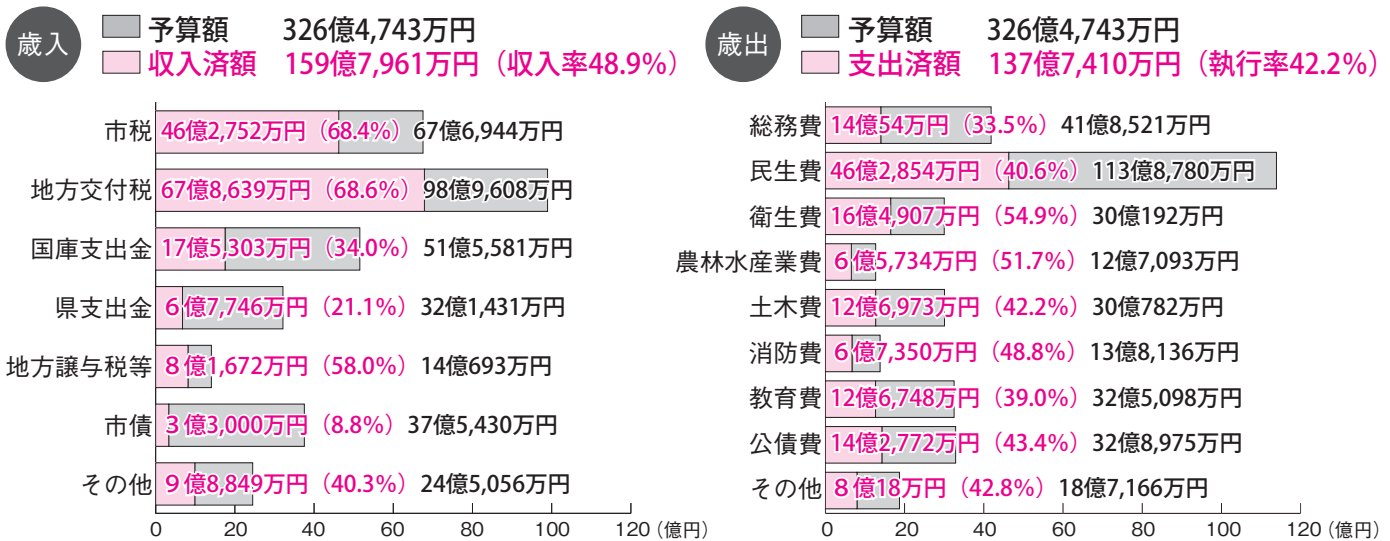 歳入
予算額 326億4,743万円
収入済額 159億7,961万円（収入率48.9%）
市税 46億2,752万円（68.4%） 67億6,944万円
地方交付税 67億8,639万円（68.6%） 98億9,608万円
国庫支出金 17億5,303万円（34.0%） 51億5,581万円
県支出金 6億7,746万円（21.1%） 32億1,431万円
地方譲与税等 8億1,672万円（58.0%） 14億693万円
市債 3億3,000万円（8.8%） 37億5,430万円
その他 9億8,849万円（40.3%） 24億5,056万円
0 20 40 60 80 100 120（億円）
歳出
予算額 326億4,743万円
支出済額 137億7,410万円（執行率42.2%）
総務費 14億54万円（33.5%） 41億8,521万円
民生費 46億2,854万円（40.6%） 113億8,780万円
衛生費 16億4,907万円（54.9%） 30億192万円
農林水産業費 6億5,734万円（51.7%） 12億7,093万円
土木費 12億6,973万円（42.2%） 30億782万円
消防費 6億7,350万円（48.8%） 13億8,136万円
教育費 12億6,748万円（39.0%） 32億5,098万円
公債費 14億2,772万円（43.4%） 32億8,975万円
その他 8億18万円（42.8%） 18億7,166万円
0 20 40 60 80 100 120（億円）